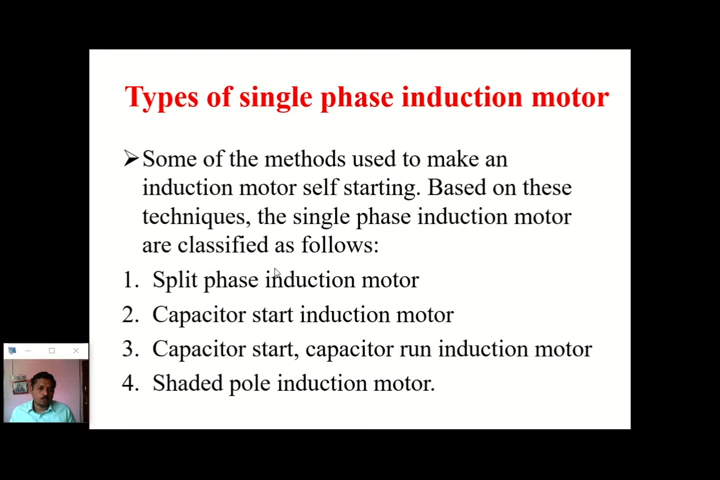 Types of single phase induction motor
➢Some of the methods used to make an
induction motor self starting. Based on these
techniques, the single phase induction motor
are classified as follows:
1. Split phase induction motor
2. Capacitor start induction motor
3. Capacitor start, capacitor run induction motor
4. Shaded pole induction motor.